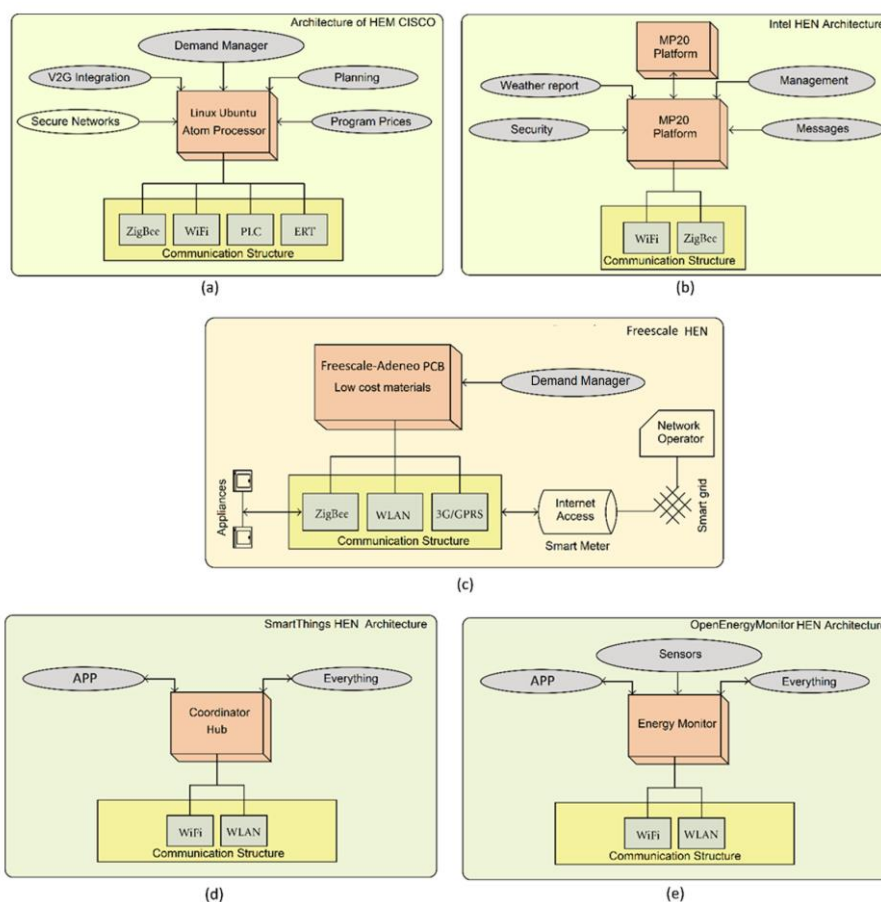 Architecture of HEM CISCO
Demand Manager
V2G Integration
Planning
Linux Ubuntu
Atom Processor
Secure Networks
Program Prices
ZigBee
WiFi
PLC
ERT
Communication Structure
(a)
Intel HEN Architecture
MP20
Platform
Weather report
Management
MP20
Platform
Security
Messages
WiFi
ZigBee
Communication Structure
(b)
Freescale HEN
Freescale-Adeneo PCB
Low cost materials
Demand Manager
Network
Operator
Appliances
ZigBee
WLAN
3G/GPRS
Communication Structure
Internet
Access
Smart Meter
Smart grid
(c)
SmartThings HEN Architecture
APP
Everything
Coordinator
Hub
WiFi
WLAN
Communication Structure
(d)
OpenEnergyMonitor HEN Architecture
Sensors
APP
Everything
Energy Monitor
WiFi
WLAN
Communication Structure
(e)